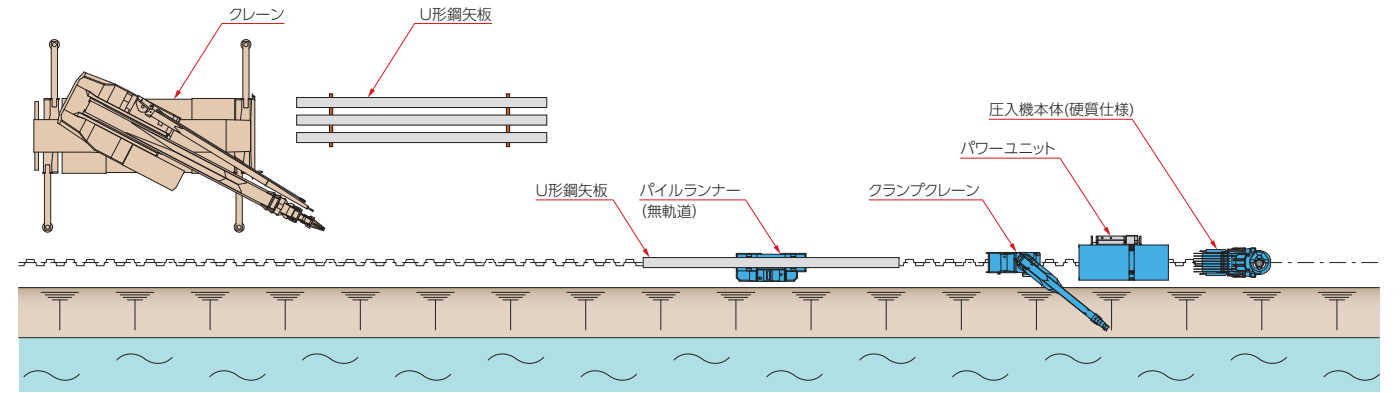 クレーン
U形鋼矢板
圧入機本体(硬質仕様)
パワーユニット
U形鋼矢板
パイルランナー
(無軌道)
クランプクレーン